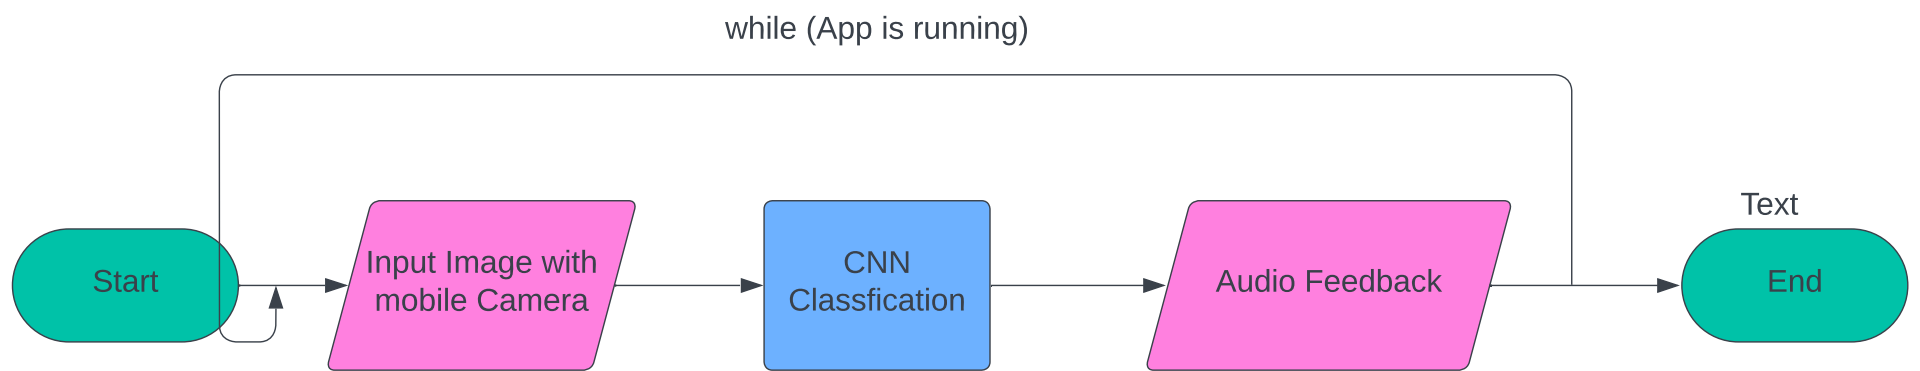 while (App is running)
Text
Start
Input Image with
mobile Camera
CNN
Classfication
Audio Feedback
End